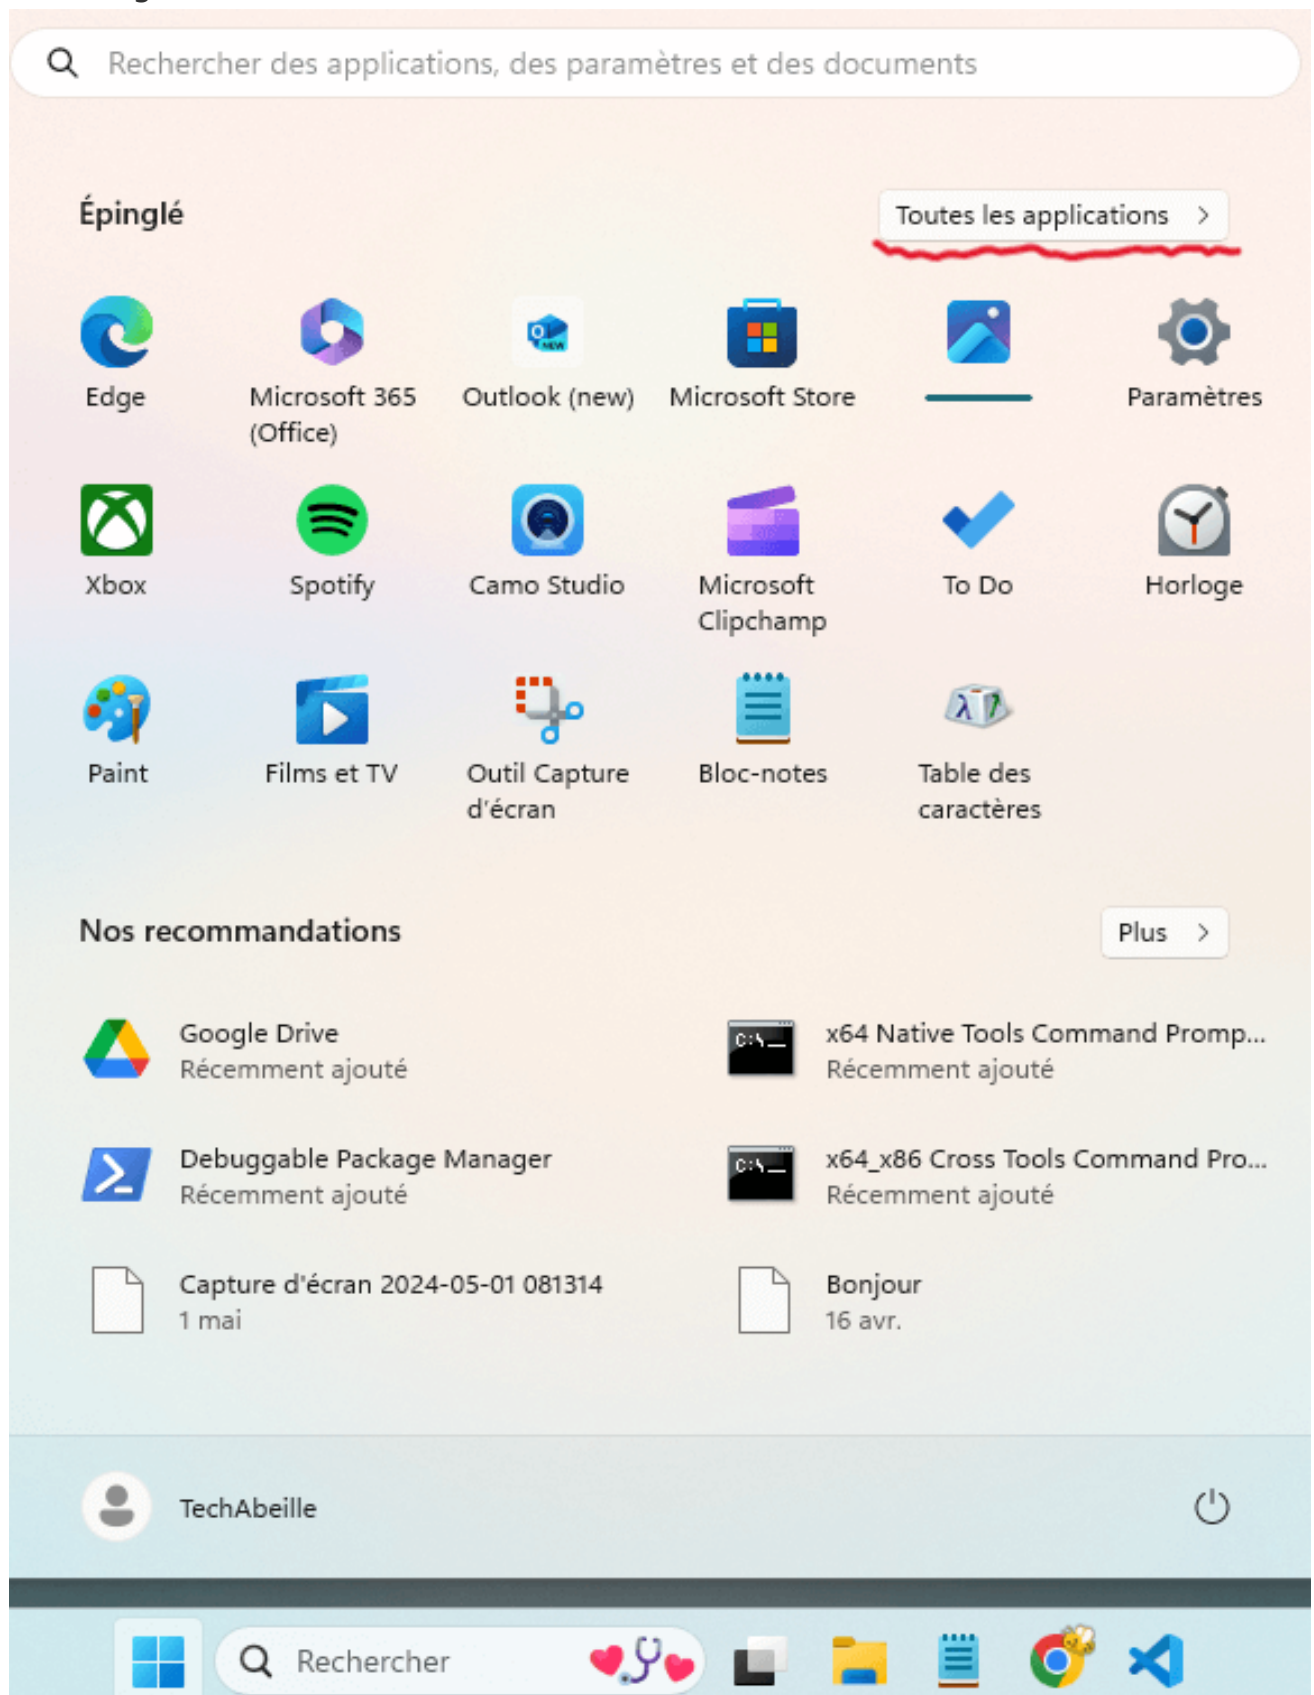 Rechercher des applications, des paramètres et des documents
Épinglé
Toutes les applications
Edge
Microsoft 365
(Office)
Outlook (new)
Microsoft Store
Paramètres
Xbox
Spotify
Camo Studio
Microsoft
Clipchamp
To Do
Horloge
Paint
Films et TV
Outil Capture
d'écran
Bloc-notes
Table des
caractères
Nos recommandations
Plus
Google Drive
Récemment ajouté
x64 Native Tools Command Promp...
Récemment ajouté
Debuggable Package Manager
Récemment ajouté
x64_x86 Cross Tools Command Pro...
Récemment ajouté
Capture d'écran 2024-05-01 081314
1 mai
Bonjour
16 avr.
TechAbeille
Rechercher